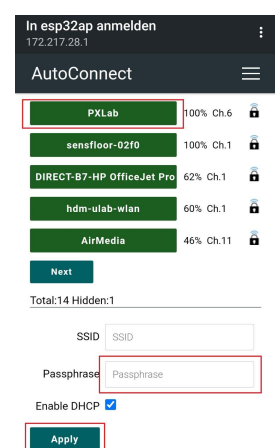 In esp32ap anmelden
172.217.28.1
AutoConnect
PXLab 100% Ch.6
sensfloor-02f0 100% Ch.1
DIRECT-B7-HP OfficeJet Pro 62% Ch.1
hdm-ulab-wlan 60% Ch.1
AirMedia 46% Ch.11
Next
Total:14 Hidden:1
SSID SSID
Passphrase Passphrase
Enable DHCP
Apply